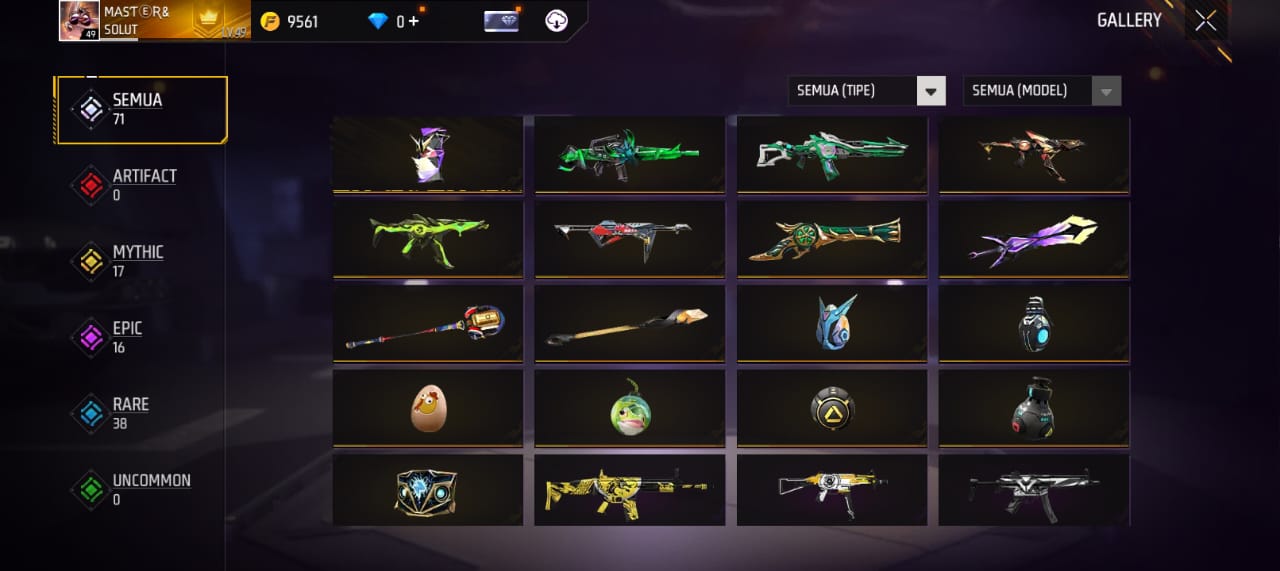 MASTⒺR&
SOLUT
49
LV.49
9561
0+
GALLERY
SEMUA
71
SEMUA (TIPE)
SEMUA (MODEL)
ARTIFACT
0
MYTHIC
17
EPIC
16
RARE
38
UNCOMMON
0